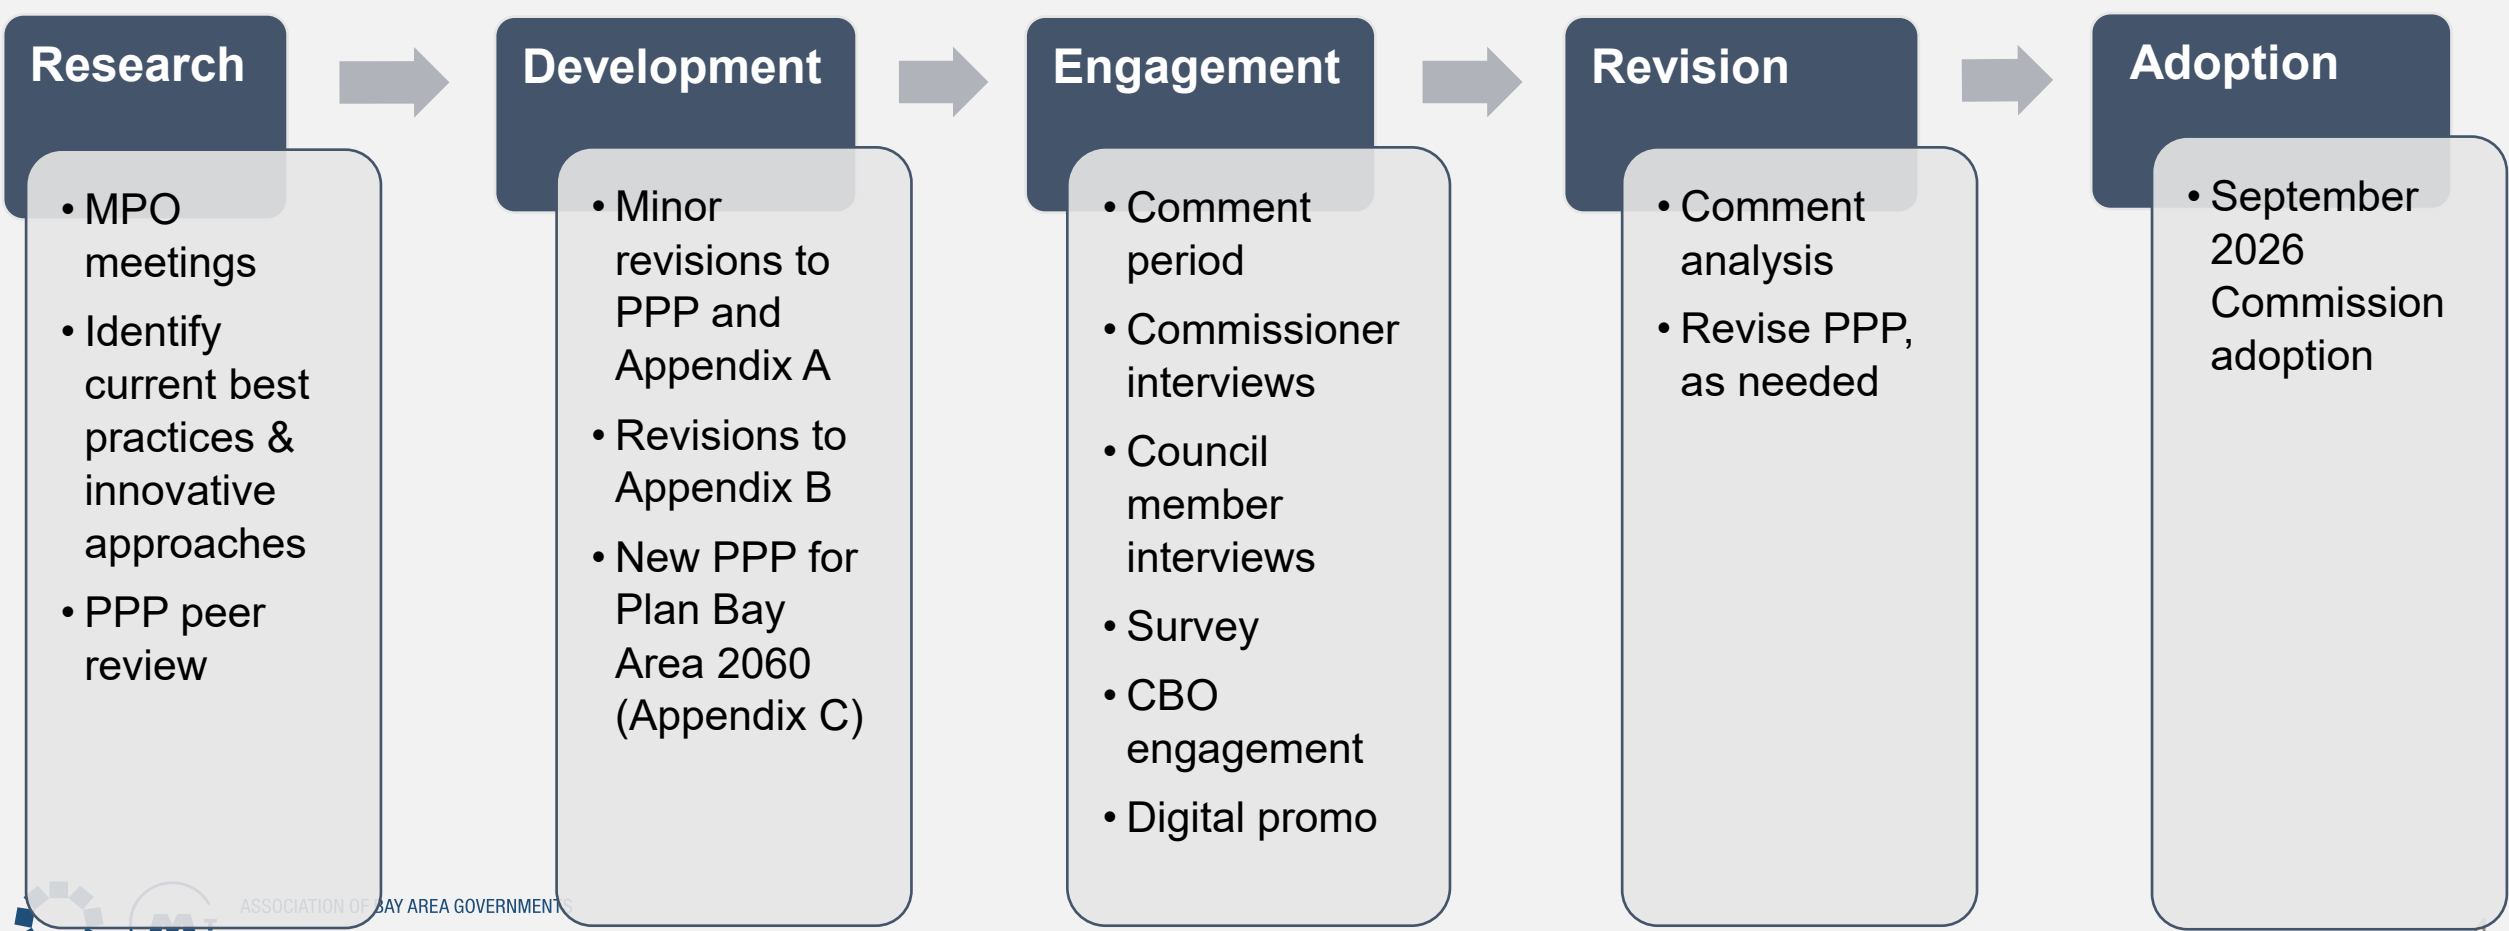 Research
• MPO
meetings
• Identify
current best
practices &
innovative
approaches
• PPP peer
review
Development
• Minor
revisions to
PPP and
Appendix A
• Revisions to
Appendix B
• New PPP for
Plan Bay
Area 2060
(Appendix C)
Engagement
• Comment
period
• Commissioner
interviews
• Council
member
interviews
• Survey
• CBO
engagement
• Digital promo
Revision
• Comment
analysis
• Revise PPP,
as needed
Adoption
• September
2026
Commission
adoption
ASSOCIATION OF BAY AREA GOVERNMENTS